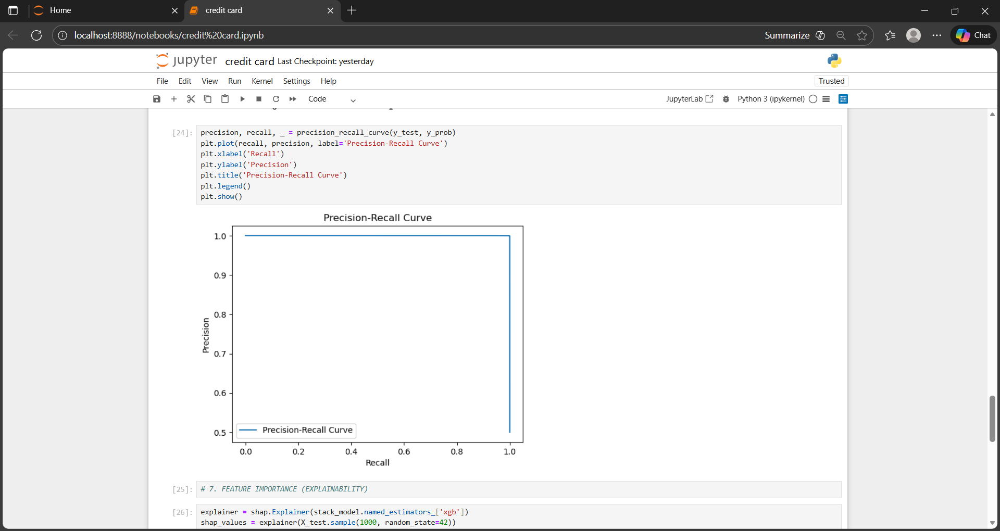 Home
credit card
localhost:8888/notebooks/credit%20card.ipynb
Summarize
Chat
jupyter credit card Last Checkpoint: yesterday
File Edit View Run Kernel Settings Help
Trusted
Code
JupyterLab
Python 3 (ipykernel)
[24]:
precision, recall, _ = precision_recall_curve(y_test, y_prob)
plt.plot(recall, precision, label='Precision-Recall Curve')
plt.xlabel('Recall')
plt.ylabel('Precision')
plt.title('Precision-Recall Curve')
plt.legend()
plt.show()
Precision-Recall Curve
1.0
0.9
0.8
0.7
0.6
0.5
Precision
Precision-Recall Curve
0.0 0.2 0.4 0.6 0.8 1.0
Recall
[25]:
# 7. FEATURE IMPORTANCE (EXPLAINABILITY)
[26]:
explainer = shap.Explainer(stack_model.named_estimators_['xgb'])
shap_values = explainer(X_test.sample(1000, random_state=42))